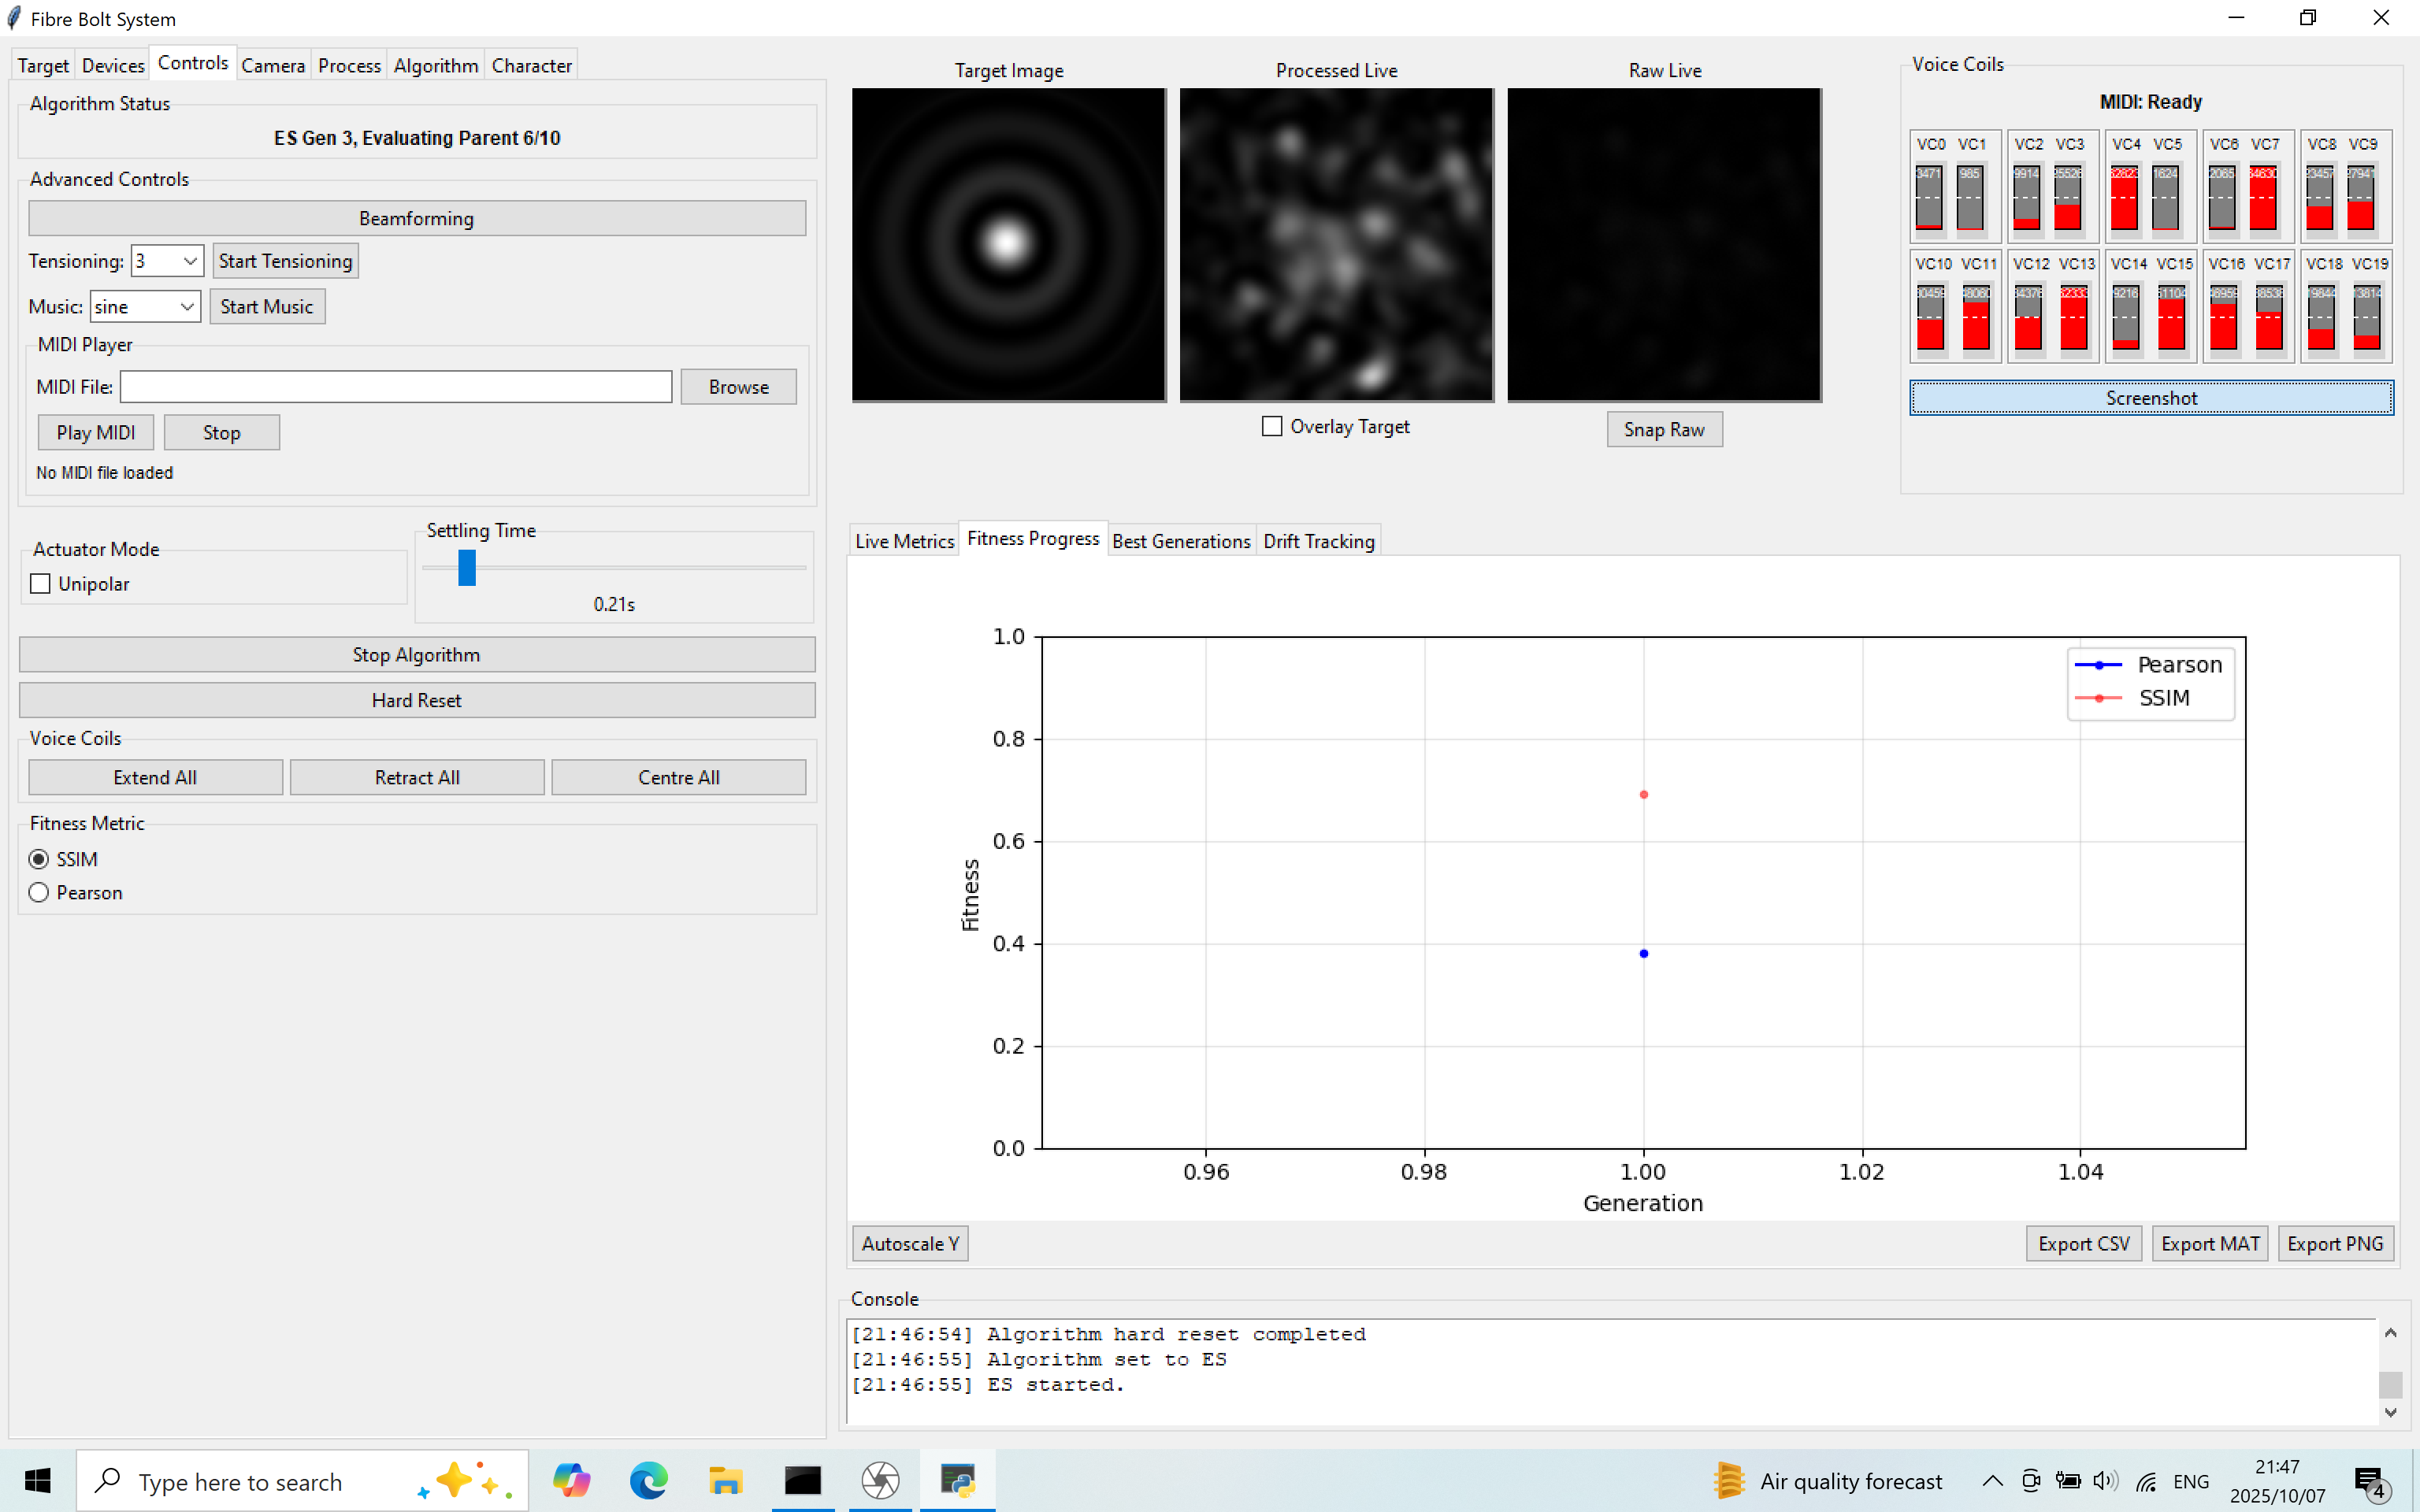 Fibre Bolt System
Target Devices Controls Camera Process Algorithm Character
Algorithm Status
ES Gen 3, Evaluating Parent 6/10
Advanced Controls
Beamforming
Tensioning: 3 Start Tensioning
Music: sine Start Music
MIDI Player
MIDI File: Browse
Play MIDI Stop
No MIDI file loaded
Actuator Mode
Unipolar
Settling Time
0.21s
Stop Algorithm
Hard Reset
Voice Coils
Extend All Retract All Centre All
Fitness Metric
SSIM
Pearson
Target Image Processed Live Raw Live
Overlay Target Snap Raw
Voice Coils
MIDI: Ready
VC0 VC1 VC2 VC3 VC4 VC5 VC6 VC7 VC8 VC9
3471 985 9914 1624 2065
VC10 VC11 VC12 VC13 VC14 VC15 VC16 VC17 VC18 VC19
9216
Screenshot
Live Metrics Fitness Progress Best Generations Drift Tracking
Pearson
SSIM
1.0
0.8
0.6
0.4
0.2
0.0
Fitness
0.96 0.98 1.00 1.02 1.04
Generation
Autoscale Y Export CSV Export MAT Export PNG
Console
[21:46:54] Algorithm hard reset completed
[21:46:55] Algorithm set to ES
[21:46:55] ES started.
Type here to search
Air quality forecast
ENG
21:47
2025/10/07
4